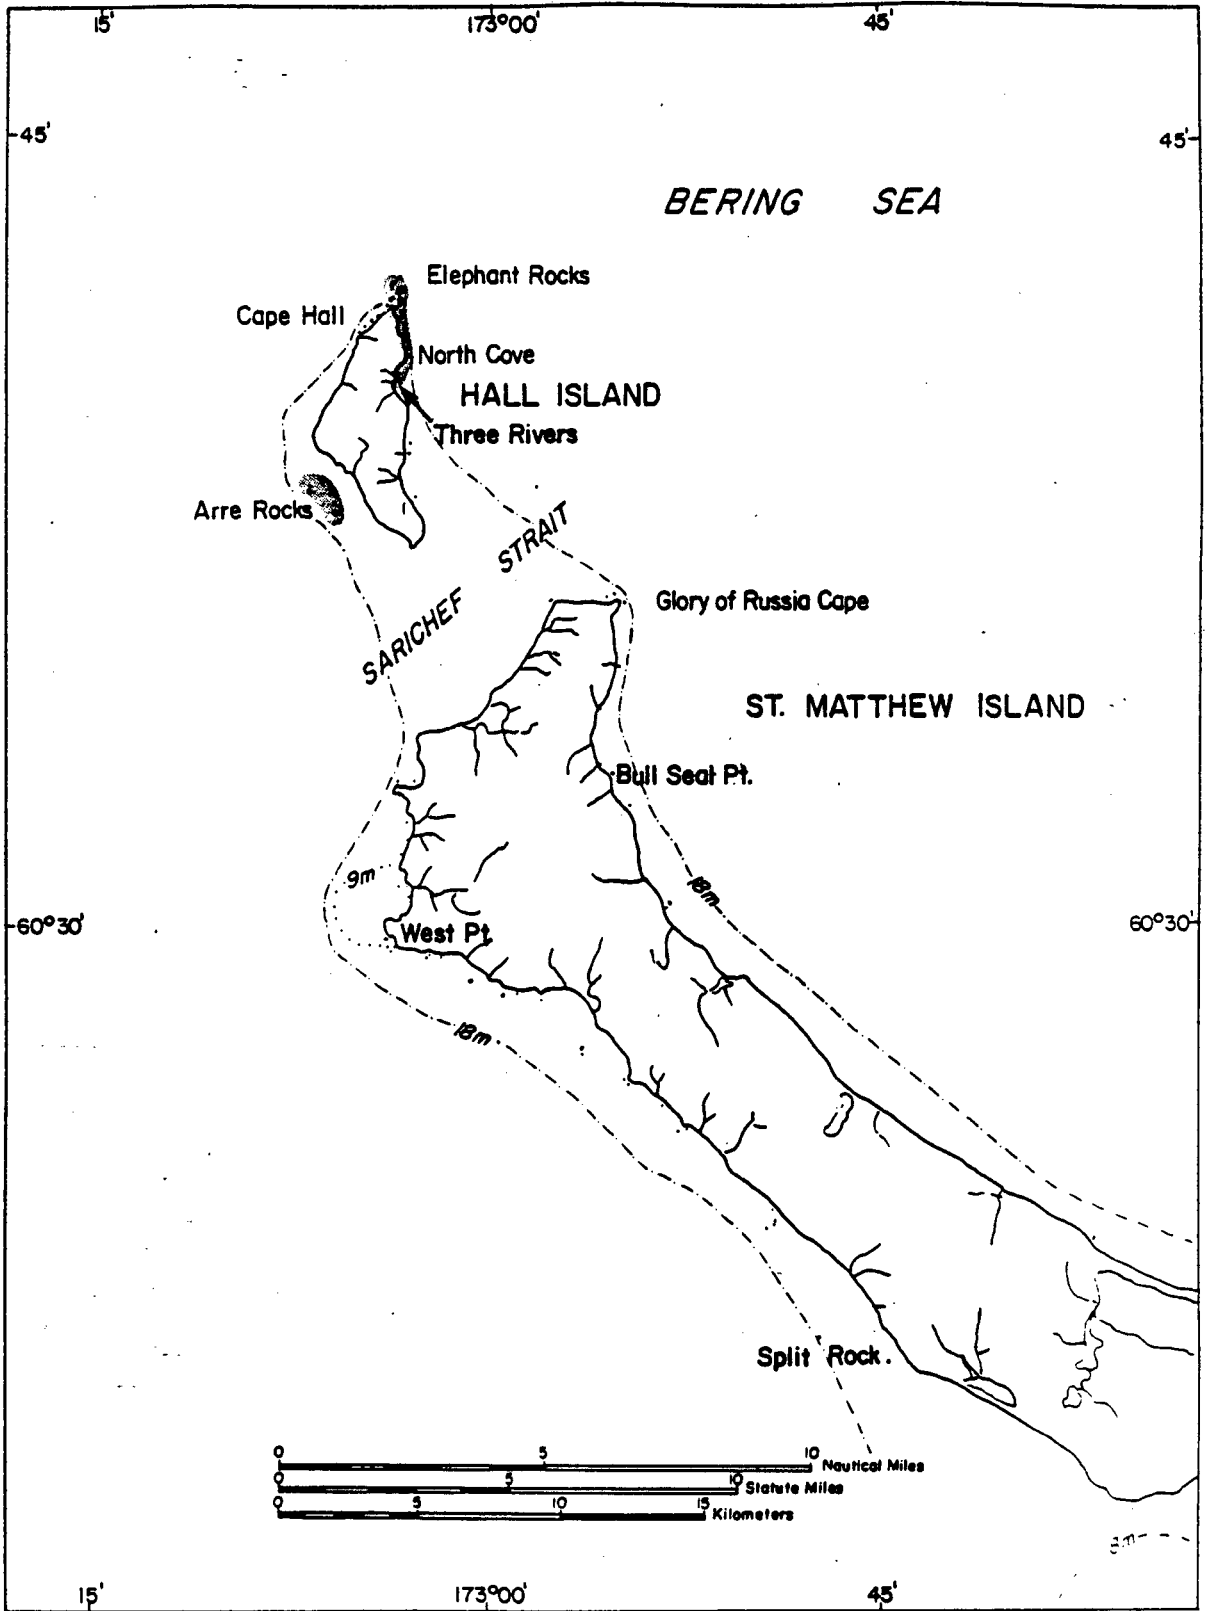 15' 173°00' 45'
45' 45'
BERING SEA
Elephant Rocks
Cape Hall
North Cove
HALL ISLAND
Three Rivers
Arre Rocks
SARICHEF STRAIT
Glory of Russia Cape
ST. MATTHEW ISLAND
Bull Seal Pt.
9m
18m
60°30' 60°30'
West Pt.
18m
Split Rock.
0 5 10 Nautical Miles
0 5 10 Statute Miles
0 5 10 15 Kilometers
8m
15' 173°00' 45'